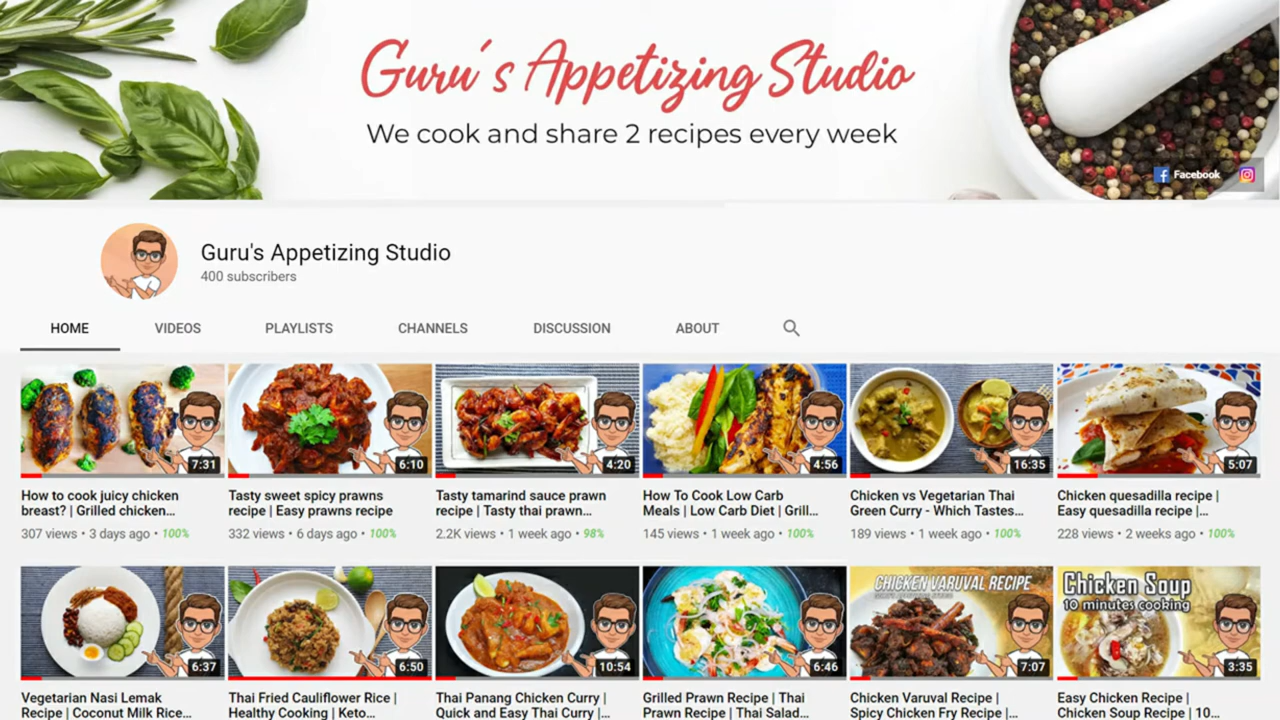 Guru´s Appetizing Studio
We cook and share 2 recipes every week
Facebook
Guru's Appetizing Studio
400 subscribers
HOME VIDEOS PLAYLISTS CHANNELS DISCUSSION ABOUT
7:31 6:10 4:20 4:56 16:35 5:07
How to cook juicy chicken
breast? | Grilled chicken...
307 views • 3 days ago • 100%
Tasty sweet spicy prawns
recipe | Easy prawns recipe
332 views • 6 days ago • 100%
Tasty tamarind sauce prawn
recipe | Tasty thai prawn...
2.2K views • 1 week ago • 98%
How To Cook Low Carb
Meals | Low Carb Diet | Grill...
145 views • 1 week ago • 100%
Chicken vs Vegetarian Thai
Green Curry - Which Tastes...
189 views • 1 week ago • 100%
Chicken quesadilla recipe |
Easy quesadilla recipe |...
228 views • 2 weeks ago • 100%
CHICKEN VARUVAL RECIPE
Chicken Soup
10 minutes cooking
6:37 6:50 10:54 6:46 7:07 3:35
Vegetarian Nasi Lemak
Recipe | Coconut Milk Rice...
Thai Fried Cauliflower Rice |
Healthy Cooking | Keto...
Thai Panang Chicken Curry |
Quick and Easy Thai Curry |...
Grilled Prawn Recipe | Thai
Prawn Recipe | Thai Salad...
Chicken Varuval Recipe |
Spicy Chicken Fry Recipe |...
Easy Chicken Recipe |
Chicken Soup Recipe | 10...